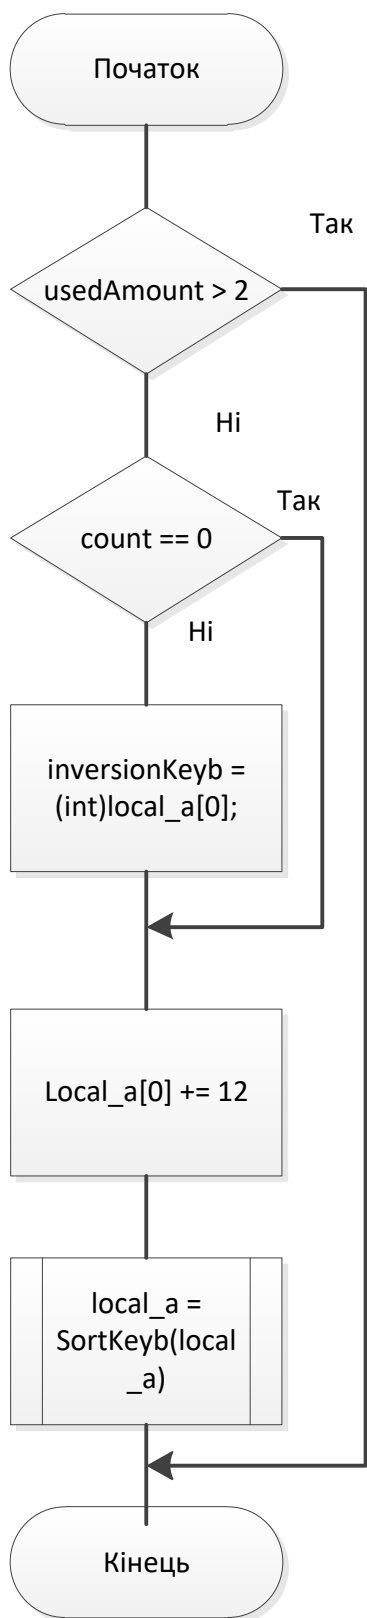 Початок
Так
usedAmount > 2
Ні
Так
count == 0
Ні
inversionKeyb =
(int)local_a[0];
Local_a[0] += 12
local_a =
SortKeyb(local
_a)
Кінець